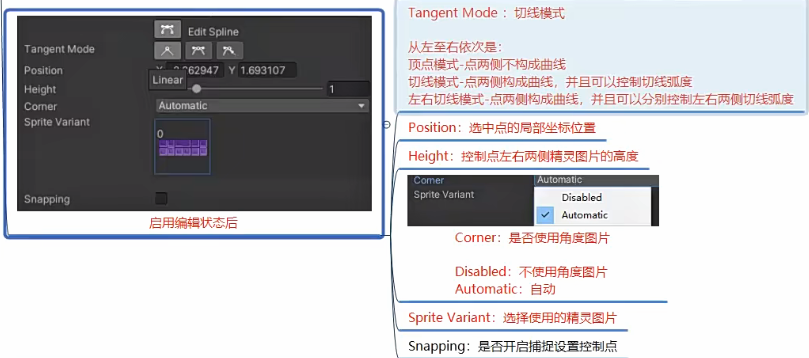 Edit Spline
Tangent Mode
Position Y 1.693107
Linear
Height 1
Corner Automatic
Sprite Variant
0
Snapping
启用编辑状态后
Tangent Mode ：切线模式
从左至右依次是：
顶点模式-点两侧不构成曲线
切线模式-点两侧构成曲线，并且可以控制切线弧度
左右切线模式-点两侧构成曲线，并且可以分别控制左右两侧切线弧度
Position：选中点的局部坐标位置
Height：控制点左右两侧精灵图片的高度
Corner Automatic
Sprite Variant
Disabled
Automatic
Corner：是否使用角度图片
Disabled：不使用角度图片
Automatic：自动
Sprite Variant：选择使用的精灵图片
Snapping：是否开启捕捉设置控制点